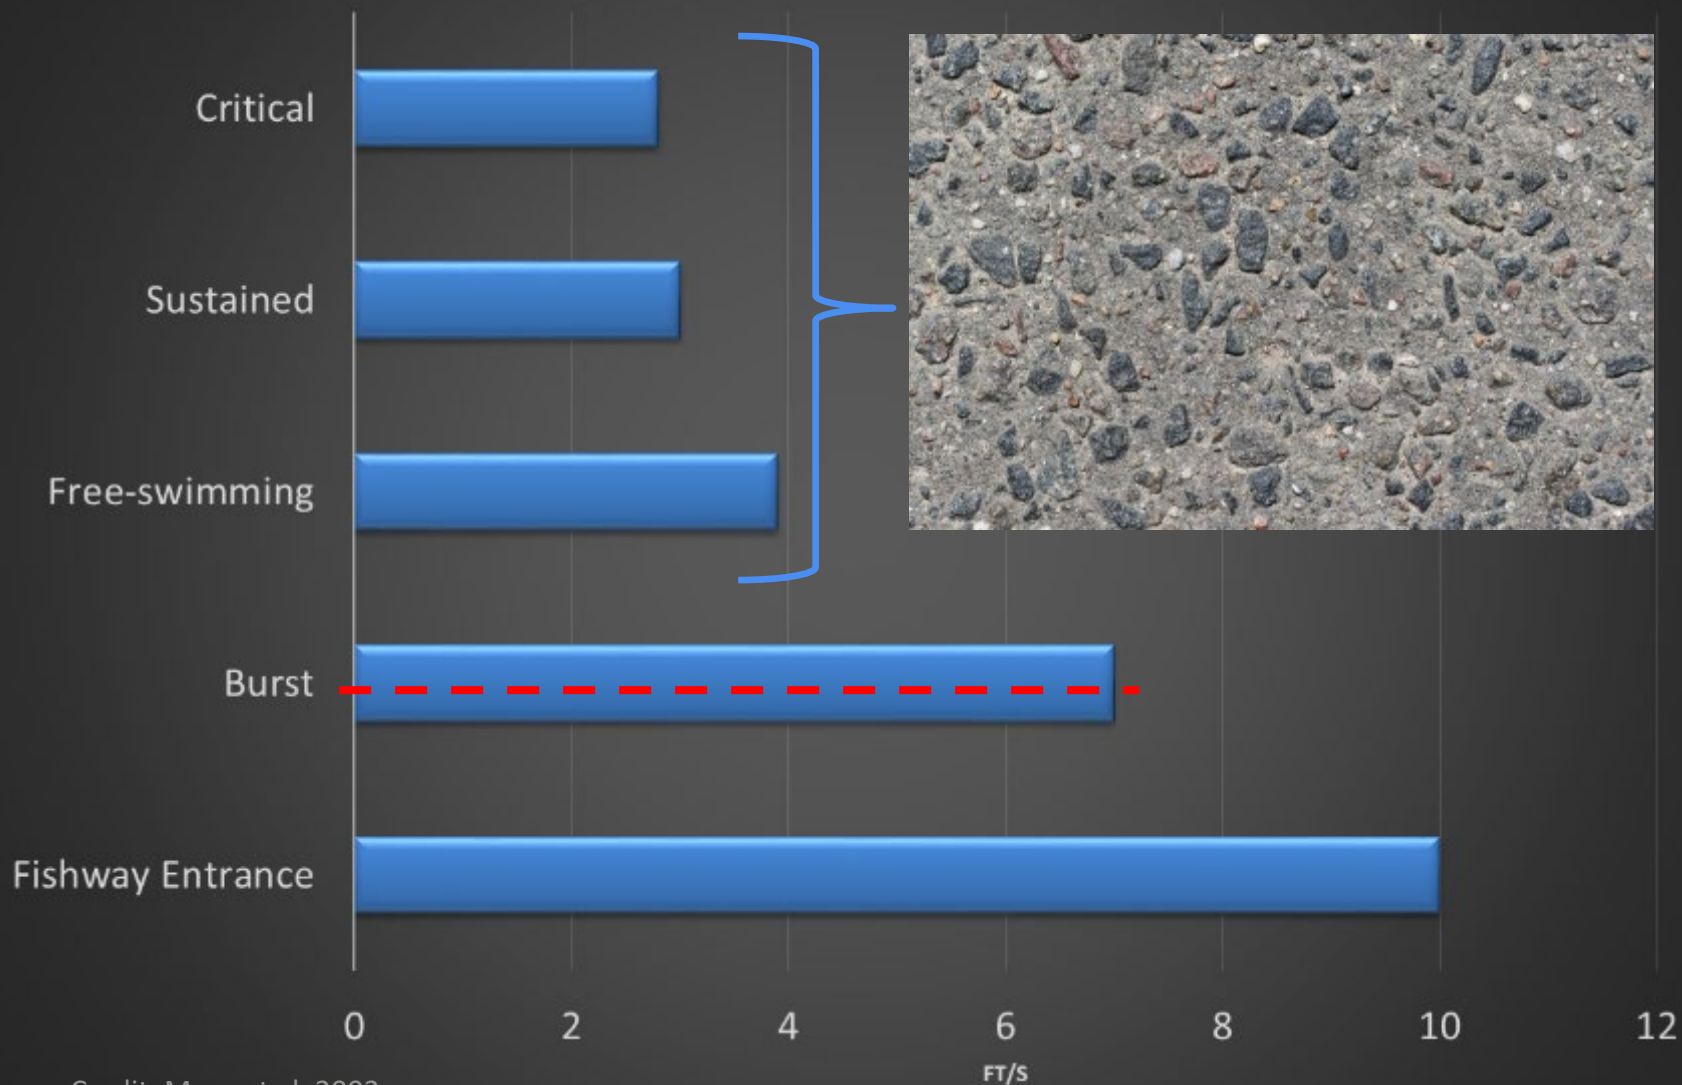 Critical
Sustained
Free-swimming
Burst
Fishway Entrance
0 2 4 6 8 10 12
FT/S